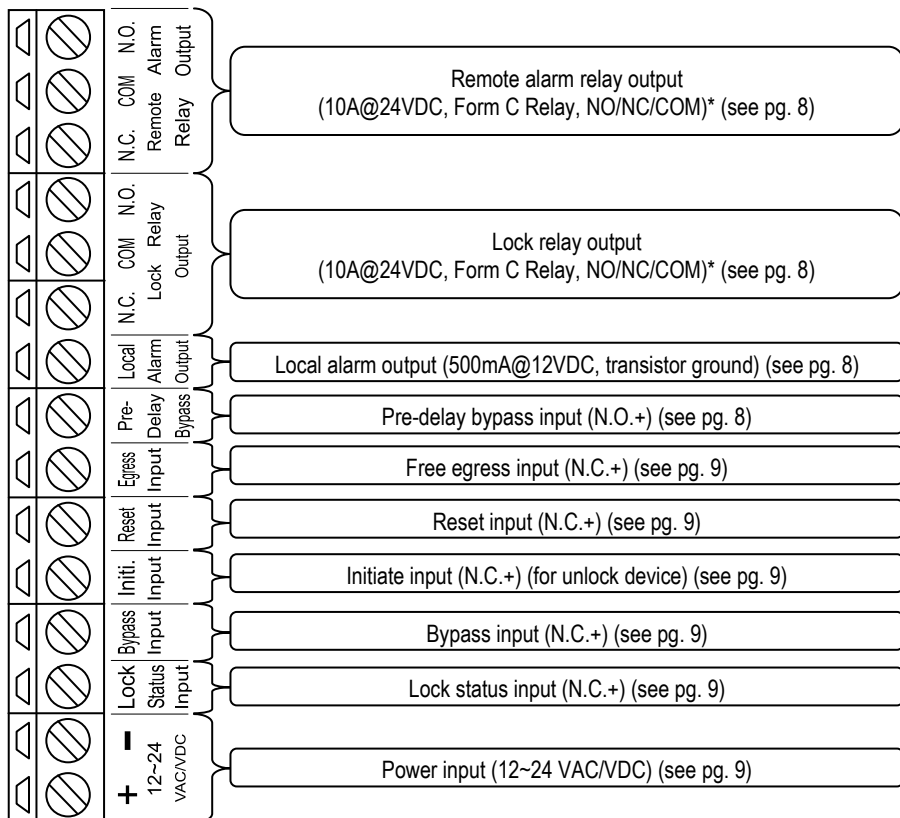 N.C. COM N.O.
Remote Alarm
Relay Output
Remote alarm relay output
(10A@24VDC, Form C Relay, NO/NC/COM)* (see pg. 8)
N.C. COM N.O.
Lock Relay
Output
Lock relay output
(10A@24VDC, Form C Relay, NO/NC/COM)* (see pg. 8)
Local
Alarm
Output
Local alarm output (500mA@12VDC, transistor ground) (see pg. 8)
Pre-
Delay
Bypass
Pre-delay bypass input (N.O.+) (see pg. 8)
Egress
Input
Free egress input (N.C.+) (see pg. 9)
Reset
Input
Reset input (N.C.+) (see pg. 9)
Initi.
Input
Initiate input (N.C.+) (for unlock device) (see pg. 9)
Bypass
Input
Bypass input (N.C.+) (see pg. 9)
Lock
Status
Input
Lock status input (N.C.+) (see pg. 9)
+ −
12~24
VAC/VDC
Power input (12~24 VAC/VDC) (see pg. 9)